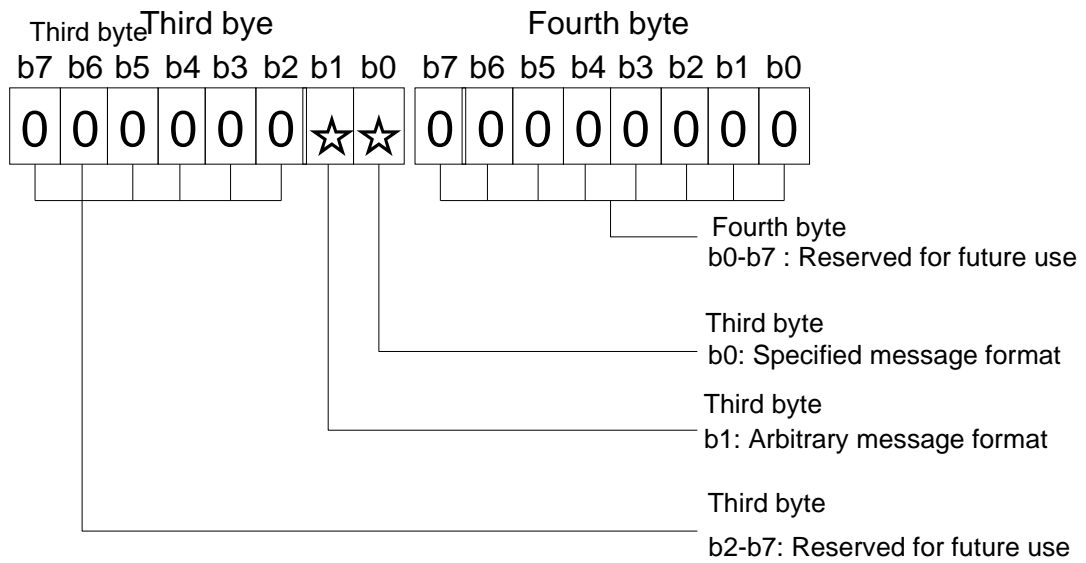 Third byte Third bye Fourth byte
b7 b6 b5 b4 b3 b2 b1 b0 b7 b6 b5 b4 b3 b2 b1 b0
0 0 0 0 0 0 ☆ ☆ 0 0 0 0 0 0 0 0
Fourth byte
b0-b7 : Reserved for future use
Third byte
b0: Specified message format
Third byte
b1: Arbitrary message format
Third byte
b2-b7: Reserved for future use